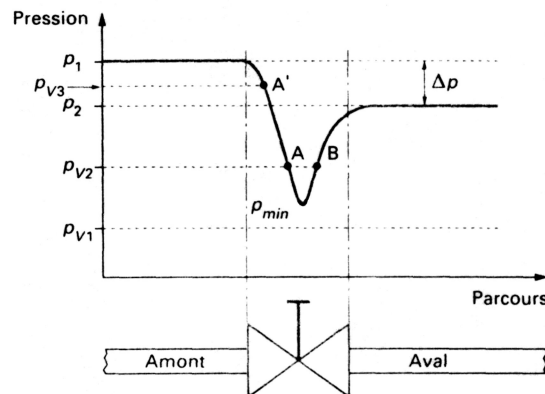 Pression
p1
A'
Δp
pV3
p2
A
B
pV2
pmin
pV1
Parcours
Amont
Aval